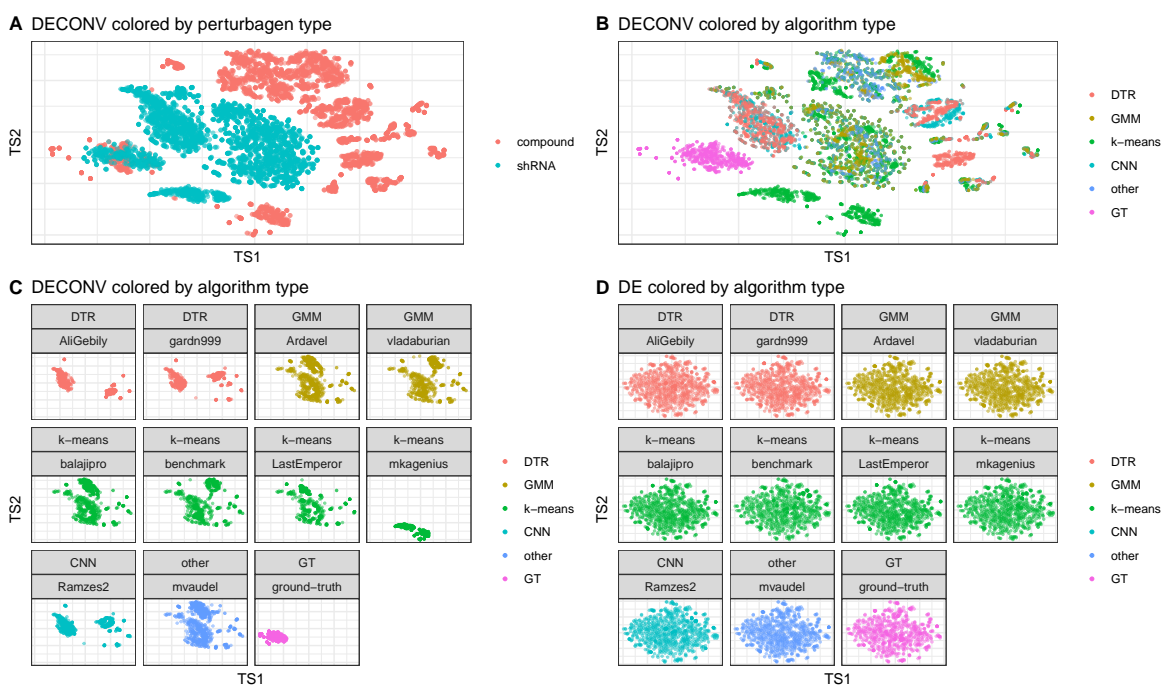 A DECONV colored by perturbagen type
TS2
TS1
compound
shRNA
B DECONV colored by algorithm type
TS2
TS1
DTR
GMM
k−means
CNN
other
GT
C DECONV colored by algorithm type
DTR DTR GMM GMM
AliGebily gardn999 Ardavel vladaburian
k−means k−means k−means k−means
balajipro benchmark LastEmperor mkagenius
CNN other GT
Ramzes2 mvaudel ground−truth
TS2
TS1
DTR
GMM
k−means
CNN
other
GT
D DE colored by algorithm type
DTR DTR GMM GMM
AliGebily gardn999 Ardavel vladaburian
k−means k−means k−means k−means
balajipro benchmark LastEmperor mkagenius
CNN other GT
Ramzes2 mvaudel ground−truth
TS2
TS1
DTR
GMM
k−means
CNN
other
GT